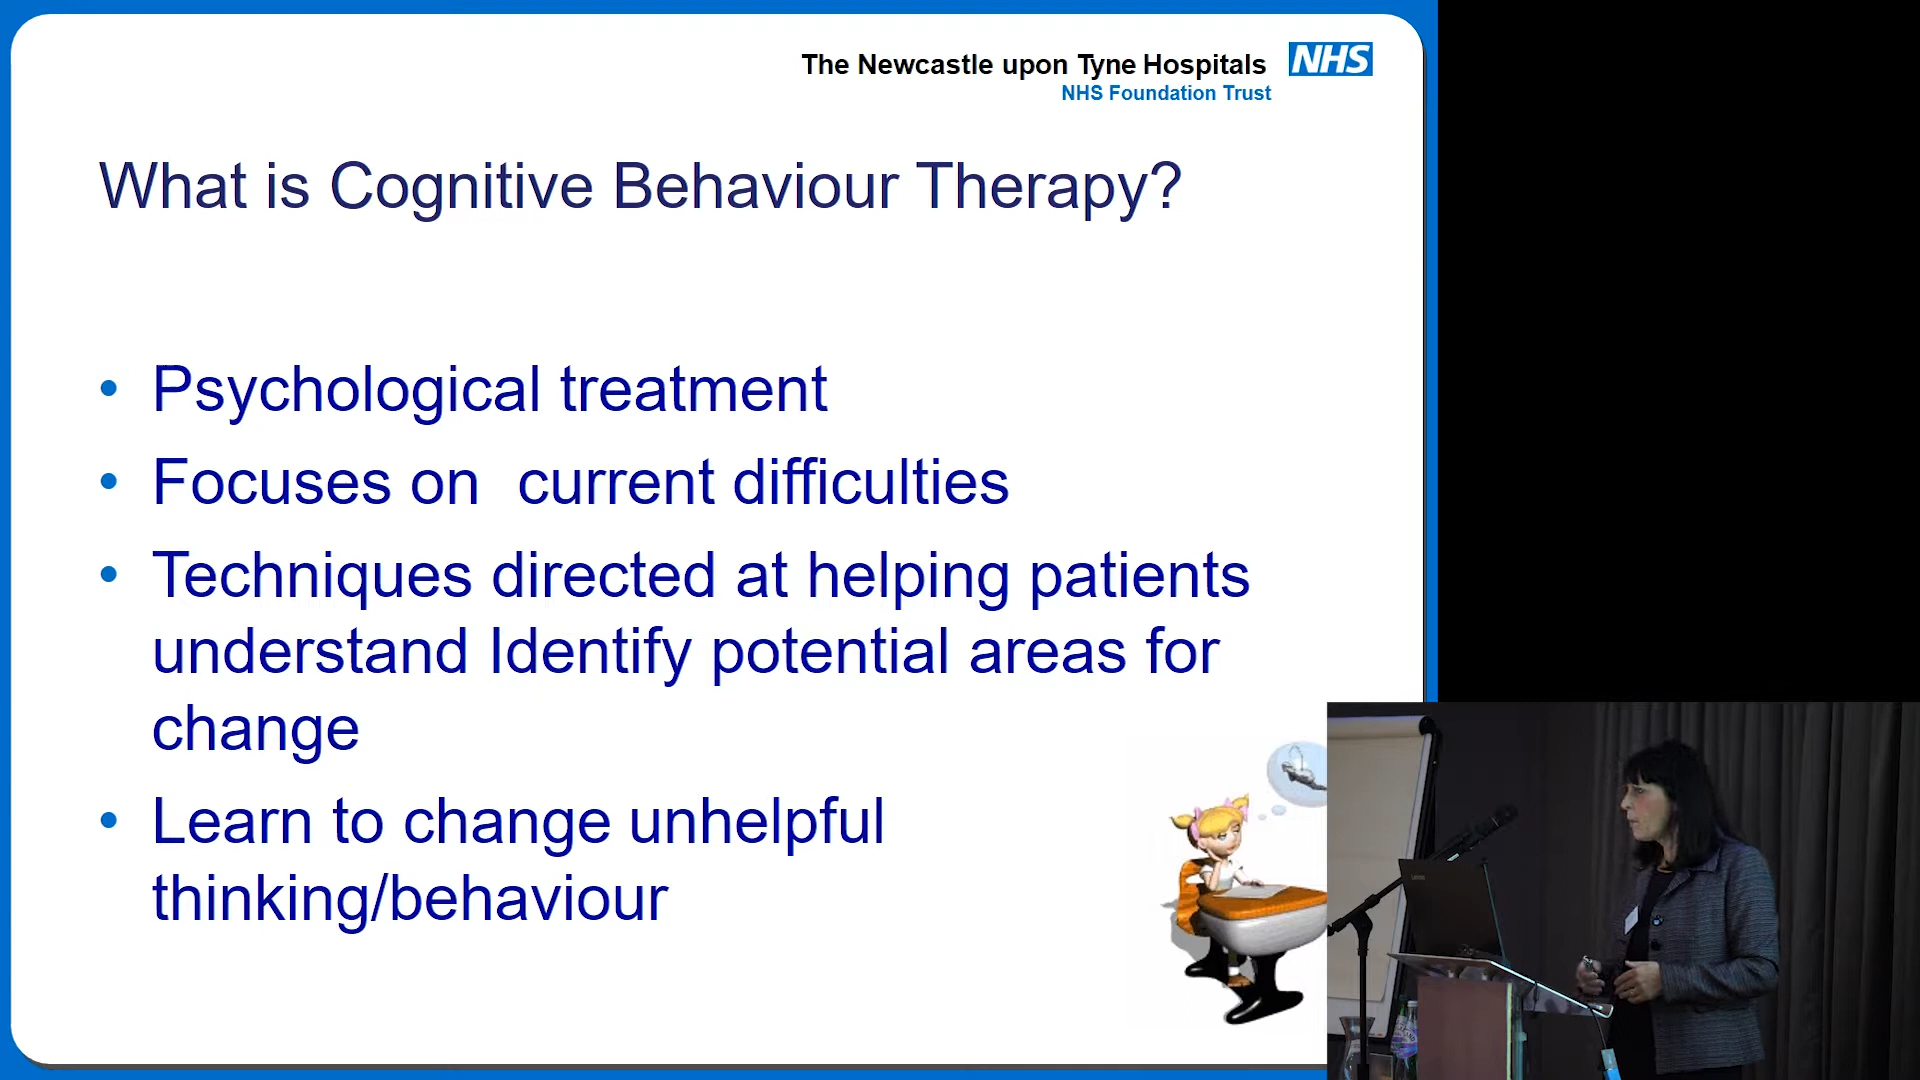 The Newcastle upon Tyne Hospitals NHS
NHS Foundation Trust
What is Cognitive Behaviour Therapy?
• Psychological treatment
• Focuses on  current difficulties
• Techniques directed at helping patients
understand Identify potential areas for
change
• Learn to change unhelpful
thinking/behaviour